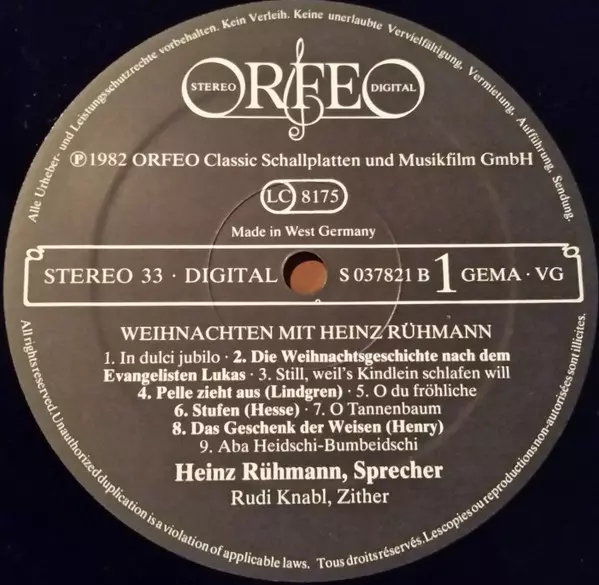 Alle Urheber- und Leistungsschutzrechte vorbehalten. Kein Verleih. Keine unerlaubte Vervielfältigung, Vermietung, Aufführung, Sendung.
STEREO ORFEO DIGITAL
Ⓟ 1982 ORFEO Classic Schallplatten und Musikfilm GmbH
LC 8175
Made in West Germany
STEREO 33 · DIGITAL S 037821 B 1 GEMA · VG
WEIHNACHTEN MIT HEINZ RÜHMANN
1. In dulci jubilo · 2. Die Weihnachtsgeschichte nach dem
Evangelisten Lukas · 3. Still, weil's Kindlein schlafen will
4. Pelle zieht aus (Lindgren) · 5. O du fröhliche
6. Stufen (Hesse) · 7. O Tannenbaum
8. Das Geschenk der Weisen (Henry)
9. Aba Heidschi-Bumbeidschi
Heinz Rühmann, Sprecher
Rudi Knabl, Zither
All rights reserved. Unauthorized duplication is a violation of applicable laws. Tous droits réservés. Les copies ou reproductions non-autorisées sont illicites.